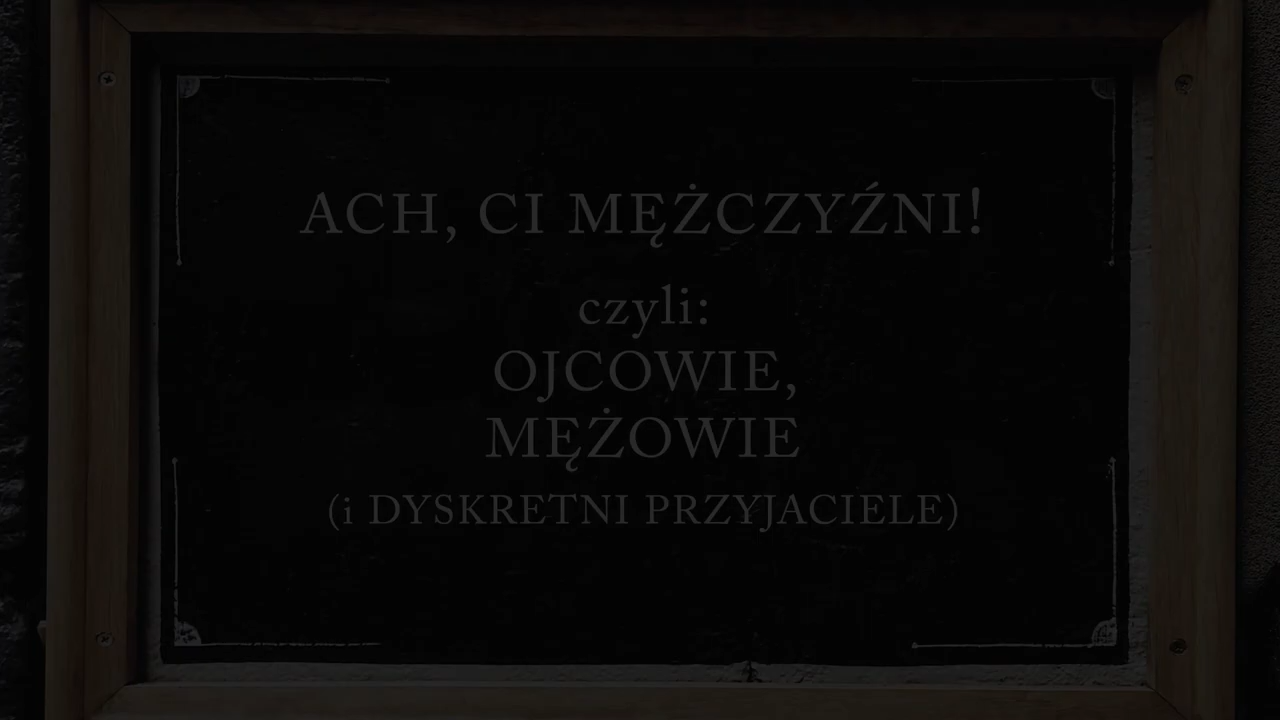 ACH, CI MĘŻCZYŹNI!
czyli:
OJCOWIE,
MĘŻOWIE
(i DYSKRETNI PRZYJACIELE)